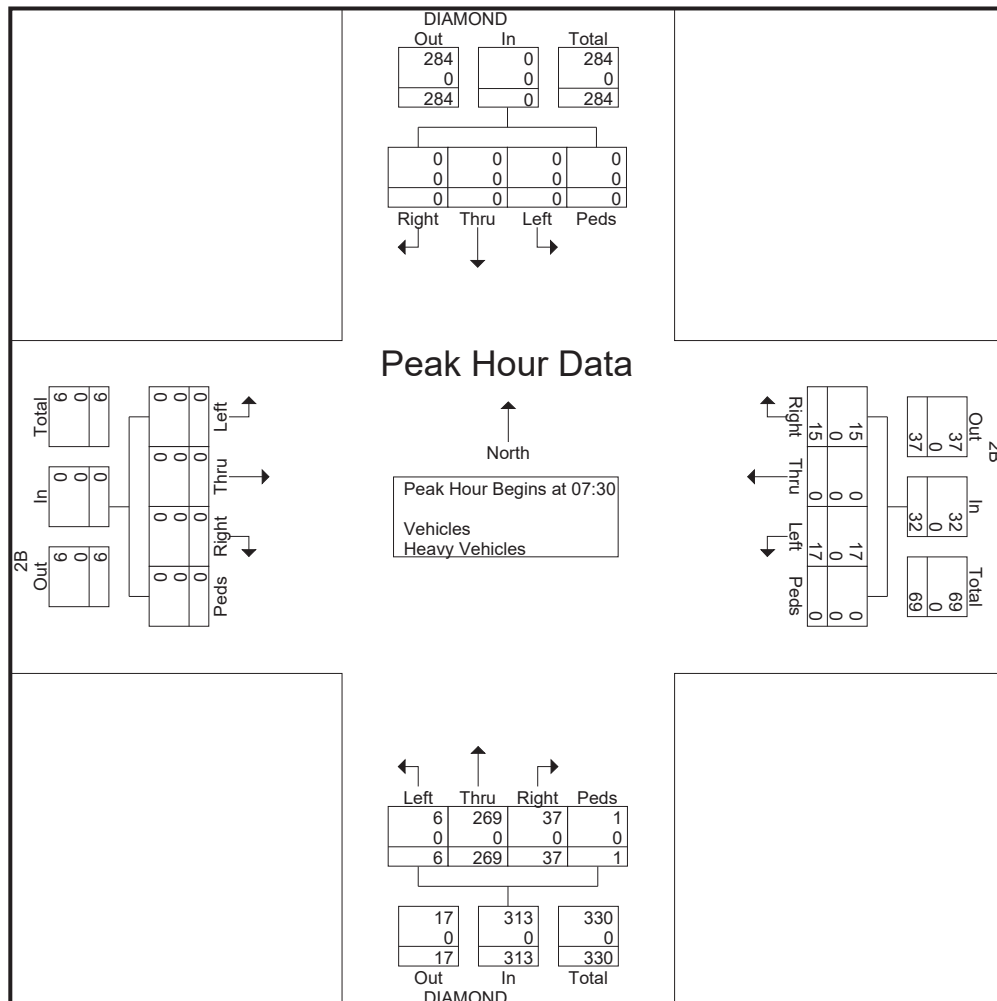 DIAMOND
Out In Total
284 0 284
0 0 0
284 0 284
0 0 0 0
0 0 0 0
0 0 0 0
Right Thru Left Peds
Peak Hour Data
North
Peak Hour Begins at 07:30
Vehicles
Heavy Vehicles
2B
Out In Total
6 0 6
0 0 0
6 0 6
Left Thru Right Peds
0 0 0 0
0 0 0 0
0 0 0 0
2B
Out In Total
37 32 69
0 0 0
37 32 69
15 0 17 0
0 0 0 0
15 0 17 0
Right Thru Left Peds
Left Thru Right Peds
6 269 37 1
0 0 0 0
6 269 37 1
17 313 330
0 0 0
17 313 330
Out In Total
DIAMOND